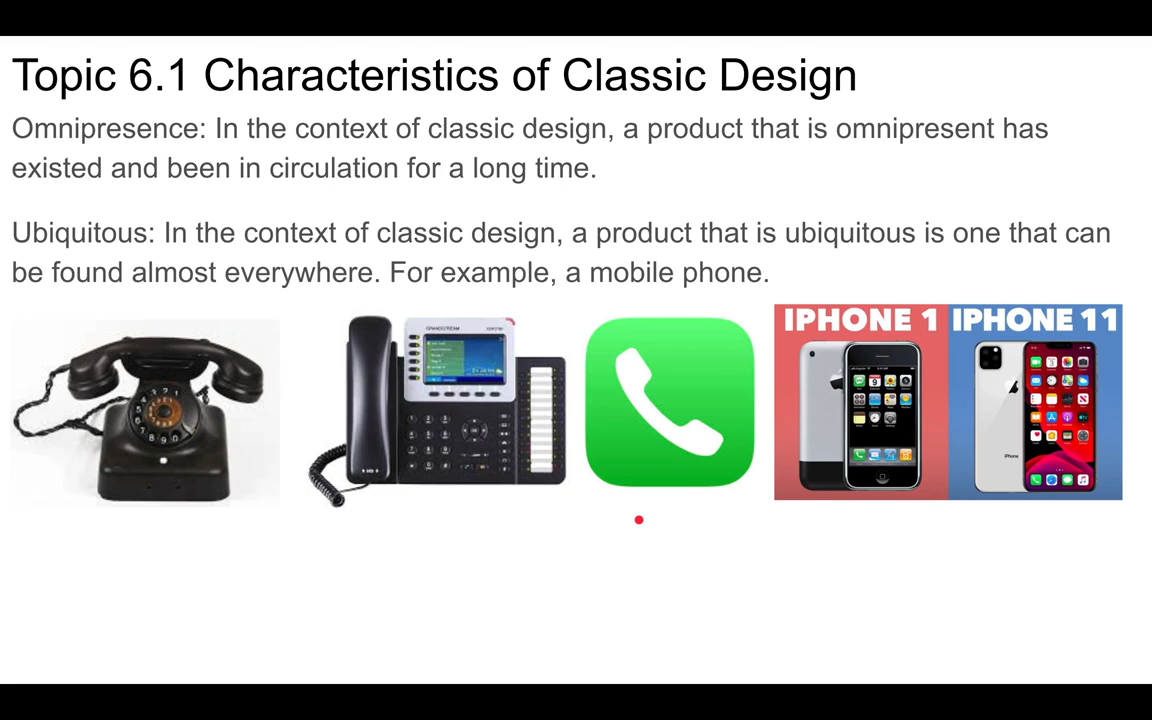 Topic 6.1 Characteristics of Classic Design
Omnipresence: In the context of classic design, a product that is omnipresent has
existed and been in circulation for a long time.
Ubiquitous: In the context of classic design, a product that is ubiquitous is one that can
be found almost everywhere. For example, a mobile phone.
GRANDSTREAM
IPHONE 1
IPHONE 11
iPhone